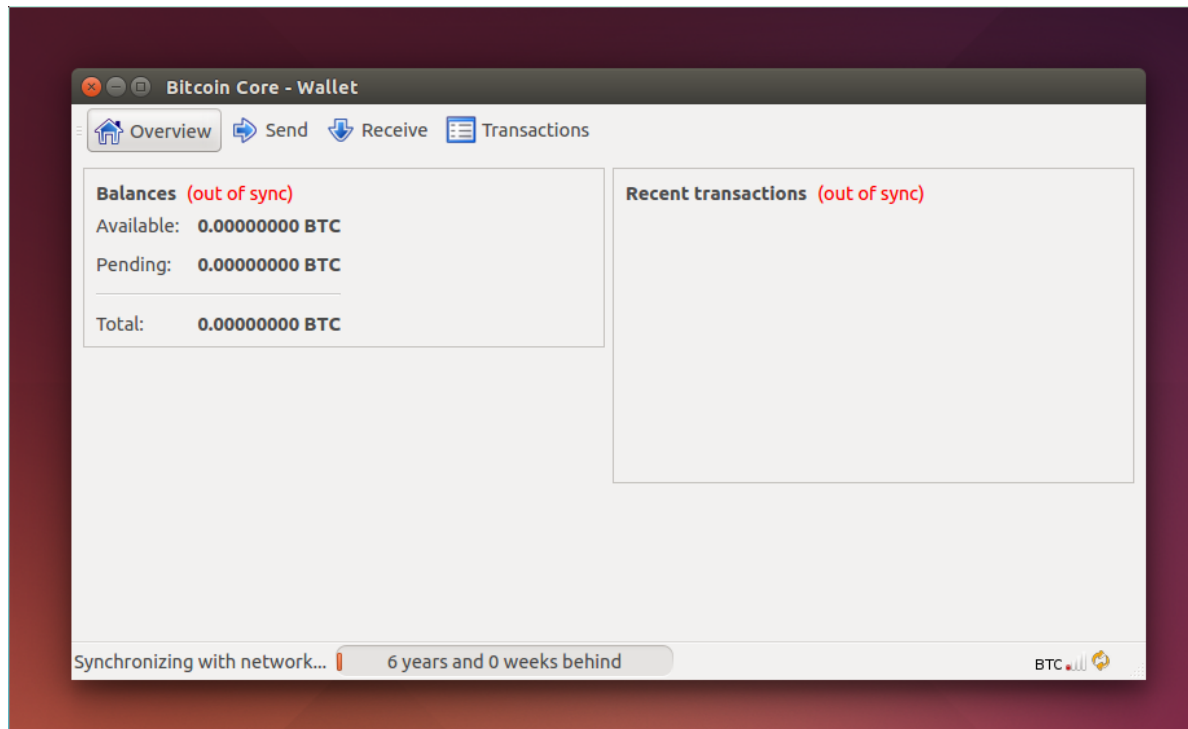 Bitcoin Core - Wallet
Overview Send Receive Transactions
Balances (out of sync)
Available: 0.00000000 BTC
Pending: 0.00000000 BTC
Total: 0.00000000 BTC
Recent transactions (out of sync)
Synchronizing with network... 6 years and 0 weeks behind BTC